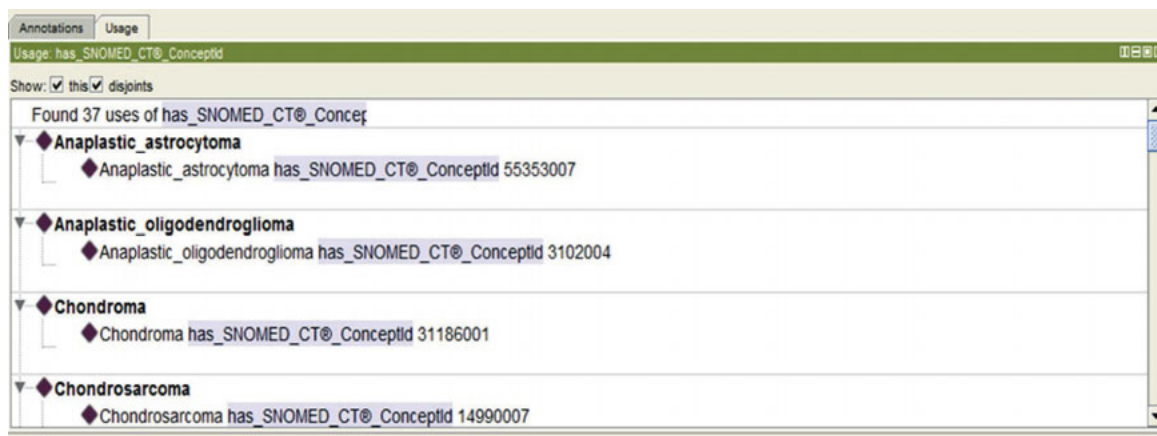 Annotations Usage
Usage: has_SNOMED_CT®_ConceptId
Show: this disjoints
Found 37 uses of has_SNOMED_CT®_Concep
Anaplastic_astrocytoma
Anaplastic_astrocytoma has_SNOMED_CT®_ConceptId 55353007
Anaplastic_oligodendroglioma
Anaplastic_oligodendroglioma has_SNOMED_CT®_ConceptId 3102004
Chondroma
Chondroma has_SNOMED_CT®_ConceptId 31186001
Chondrosarcoma
Chondrosarcoma has_SNOMED_CT®_ConceptId 14990007